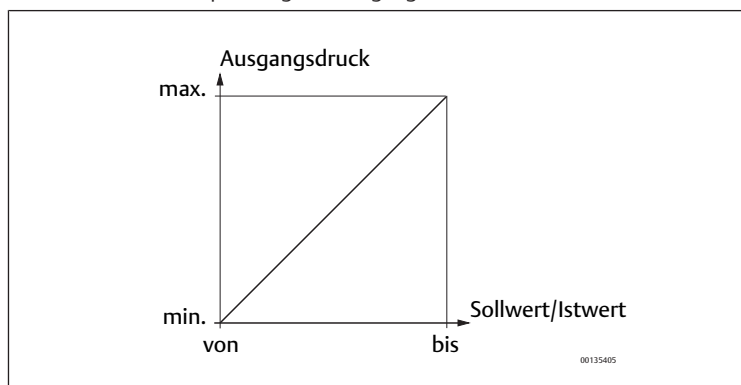 Ausgangsdruck
max.
min.
Sollwert/Istwert
von bis
00135405